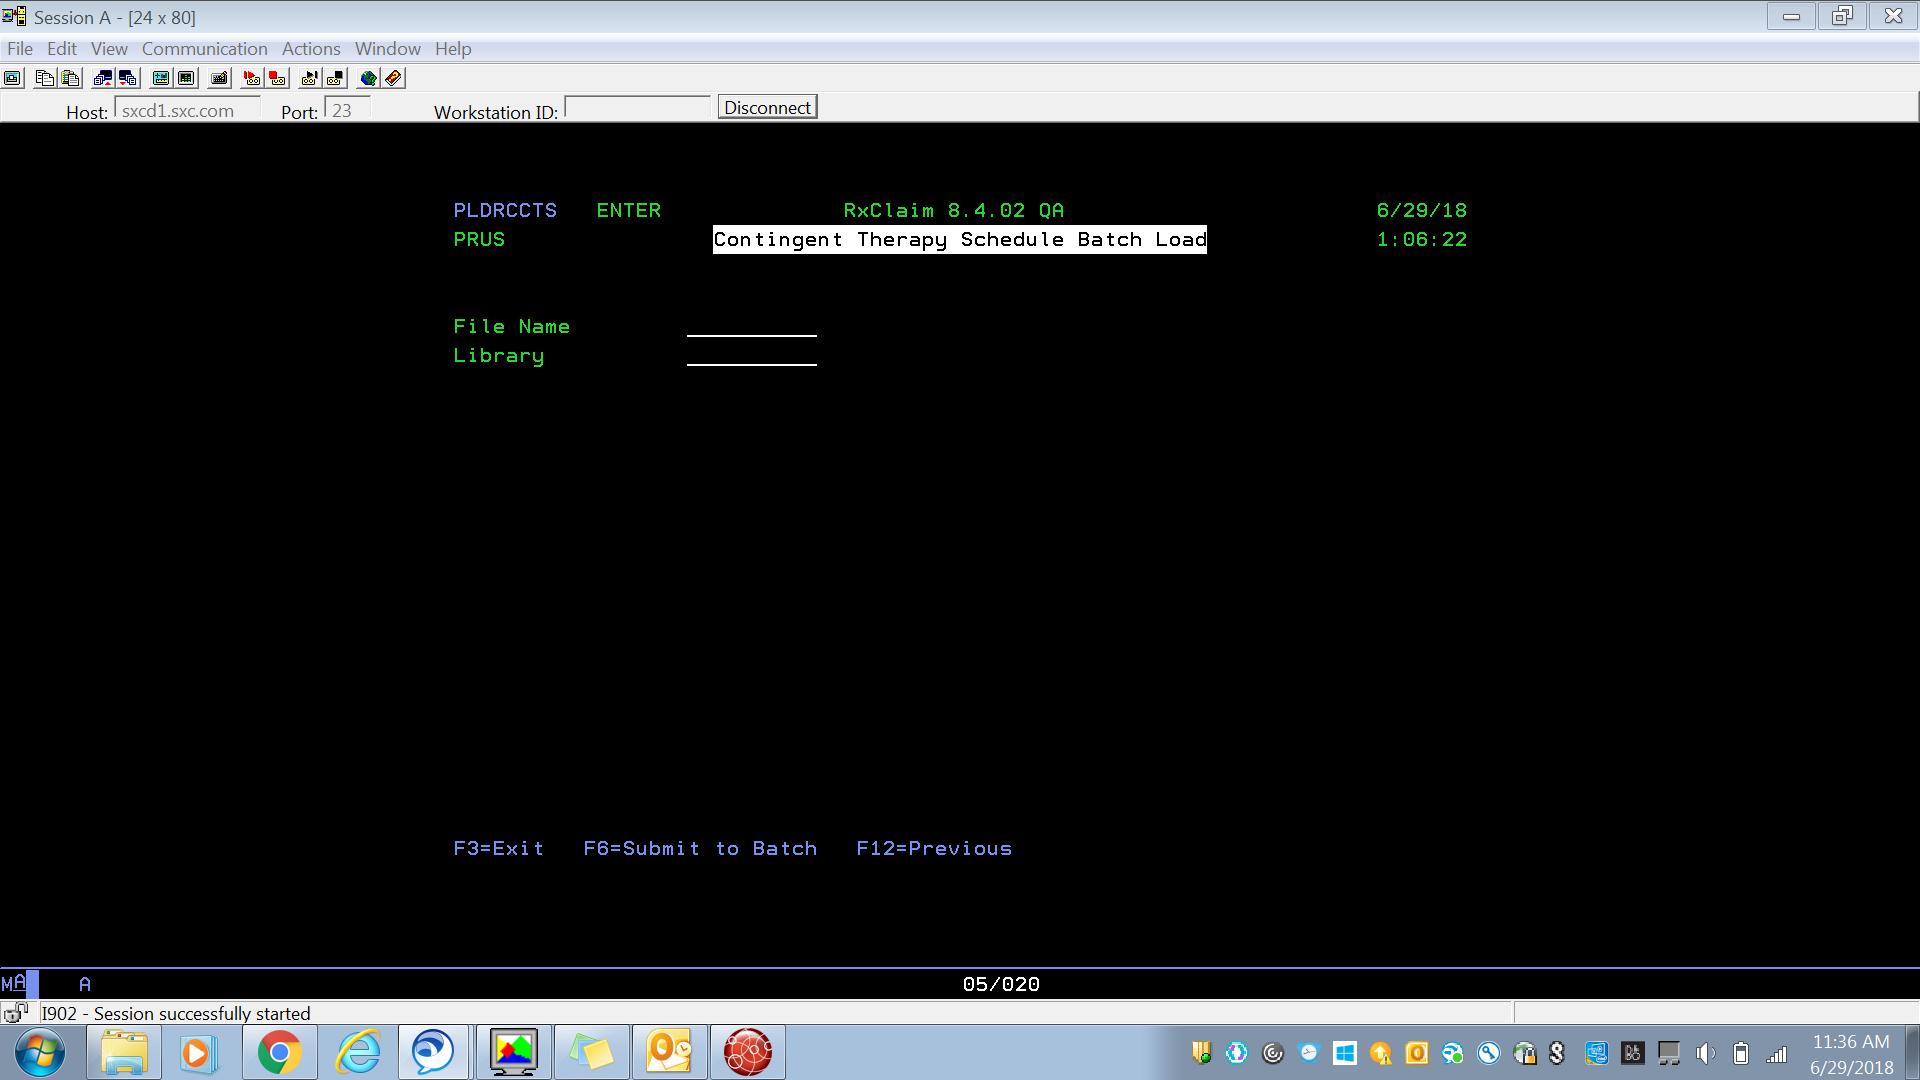 Session A - [24 x 80]
File Edit View Communication Actions Window Help
Host: sxcd1.sxc.com Port: 23 Workstation ID: Disconnect
PLDRCCTS ENTER RxClaim 8.4.02 QA 6/29/18
PRUS Contingent Therapy Schedule Batch Load 1:06:22
File Name
Library
F3=Exit F6=Submit to Batch F12=Previous
MA A 05/020
I902 - Session successfully started
11:36 AM
6/29/2018